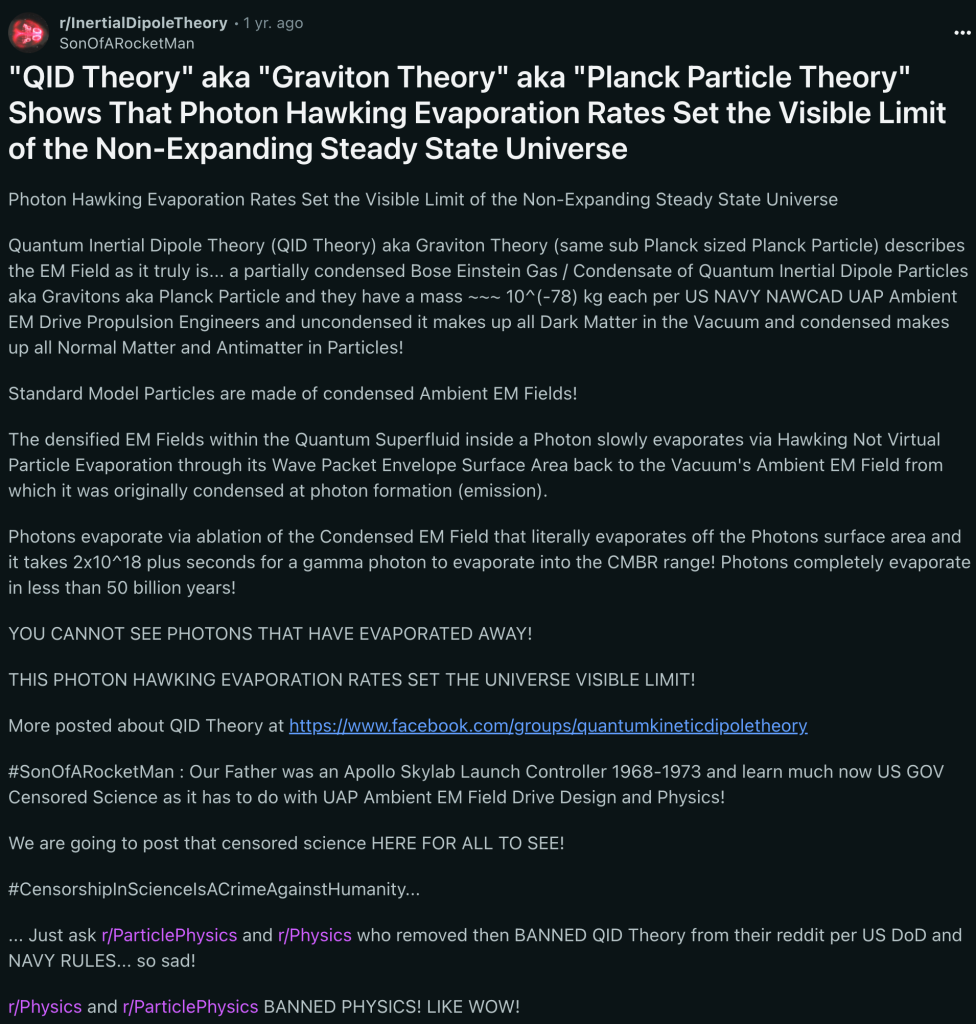 r/InertialDipoleTheory • 1 yr. ago
SonOfARocketMan
"QID Theory" aka "Graviton Theory" aka "Planck Particle Theory"
Shows That Photon Hawking Evaporation Rates Set the Visible Limit
of the Non-Expanding Steady State Universe
Photon Hawking Evaporation Rates Set the Visible Limit of the Non-Expanding Steady State Universe
Quantum Inertial Dipole Theory (QID Theory) aka Graviton Theory (same sub Planck sized Planck Particle) describes
the EM Field as it truly is... a partially condensed Bose Einstein Gas / Condensate of Quantum Inertial Dipole Particles
aka Gravitons aka Planck Particle and they have a mass ~~~ 10^(-78) kg each per US NAVY NAWCAD UAP Ambient
EM Drive Propulsion Engineers and uncondensed it makes up all Dark Matter in the Vacuum and condensed makes
up all Normal Matter and Antimatter in Particles!
Standard Model Particles are made of condensed Ambient EM Fields!
The densified EM Fields within the Quantum Superfluid inside a Photon slowly evaporates via Hawking Not Virtual
Particle Evaporation through its Wave Packet Envelope Surface Area back to the Vacuum's Ambient EM Field from
which it was originally condensed at photon formation (emission).
Photons evaporate via ablation of the Condensed EM Field that literally evaporates off the Photons surface area and
it takes 2x10^18 plus seconds for a gamma photon to evaporate into the CMBR range! Photons completely evaporate
in less than 50 billion years!
YOU CANNOT SEE PHOTONS THAT HAVE EVAPORATED AWAY!
THIS PHOTON HAWKING EVAPORATION RATES SET THE UNIVERSE VISIBLE LIMIT!
More posted about QID Theory at https://www.facebook.com/groups/quantumkineticdipoletheory
#SonOfARocketMan : Our Father was an Apollo Skylab Launch Controller 1968-1973 and learn much now US GOV
Censored Science as it has to do with UAP Ambient EM Field Drive Design and Physics!
We are going to post that censored science HERE FOR ALL TO SEE!
#CensorshipInScienceIsACrimeAgainstHumanity...
... Just ask r/ParticlePhysics and r/Physics who removed then BANNED QID Theory from their reddit per US DoD and
NAVY RULES... so sad!
r/Physics and r/ParticlePhysics BANNED PHYSICS! LIKE WOW!